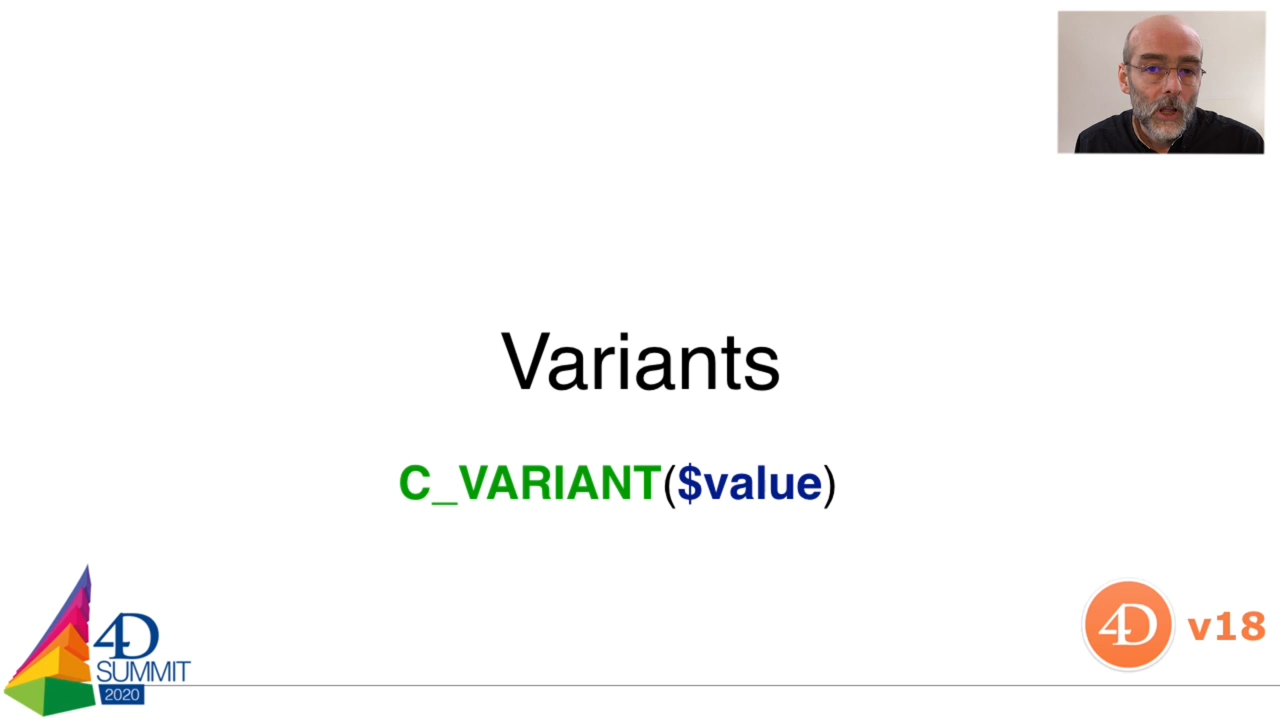 Variants
C_VARIANT($value)
4D
SUMMIT
2020
4D v18